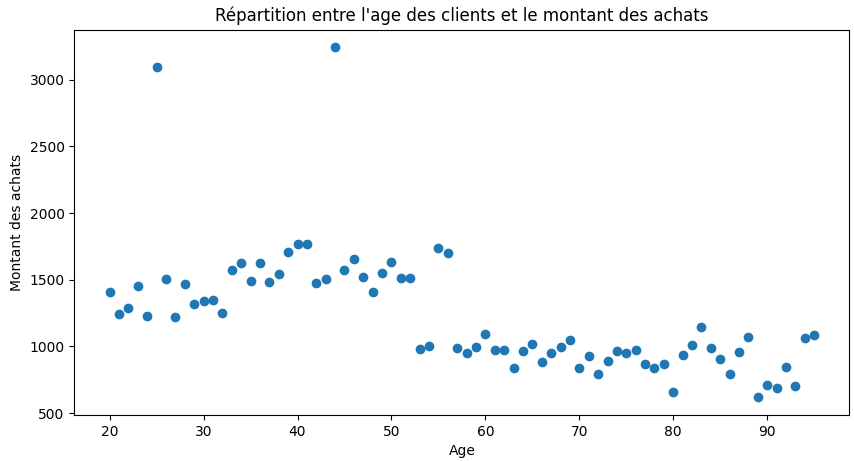 Répartition entre l'age des clients et le montant des achats
3000
2500
2000
1500
1000
500
Montant des achats
20 30 40 50 60 70 80 90
Age